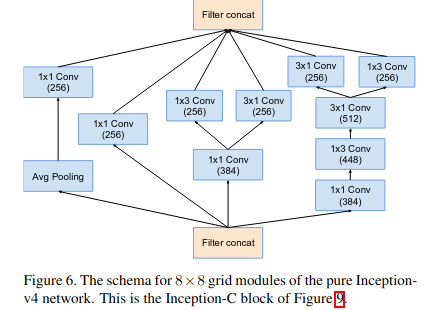 Filter concat
3x1 Conv
(256)
1x3 Conv
(256)
1x1 Conv
(256)
1x3 Conv
(256)
3x1 Conv
(256)
3x1 Conv
(512)
1x1 Conv
(256)
1x3 Conv
(448)
1x1 Conv
(384)
Avg Pooling
1x1 Conv
(384)
Filter concat
Figure 6. The schema for 8 × 8 grid modules of the pure Inception-
v4 network. This is the Inception-C block of Figure 9.